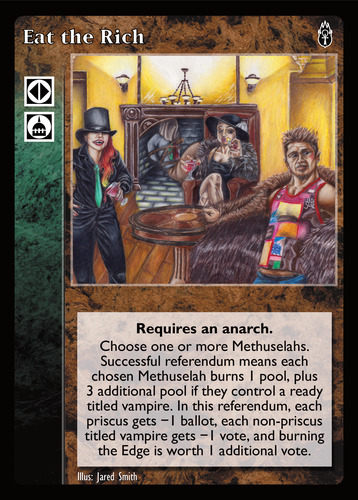 Eat the Rich
Requires an anarch.
Choose one or more Methuselahs.
Successful referendum means each
chosen Methuselah burns 1 pool, plus
3 additional pool if they control a ready
titled vampire. In this referendum, each
priscus gets −1 ballot, each non-priscus
titled vampire gets −1 vote, and burning
the Edge is worth 1 additional vote.
Illus: Jared Smith